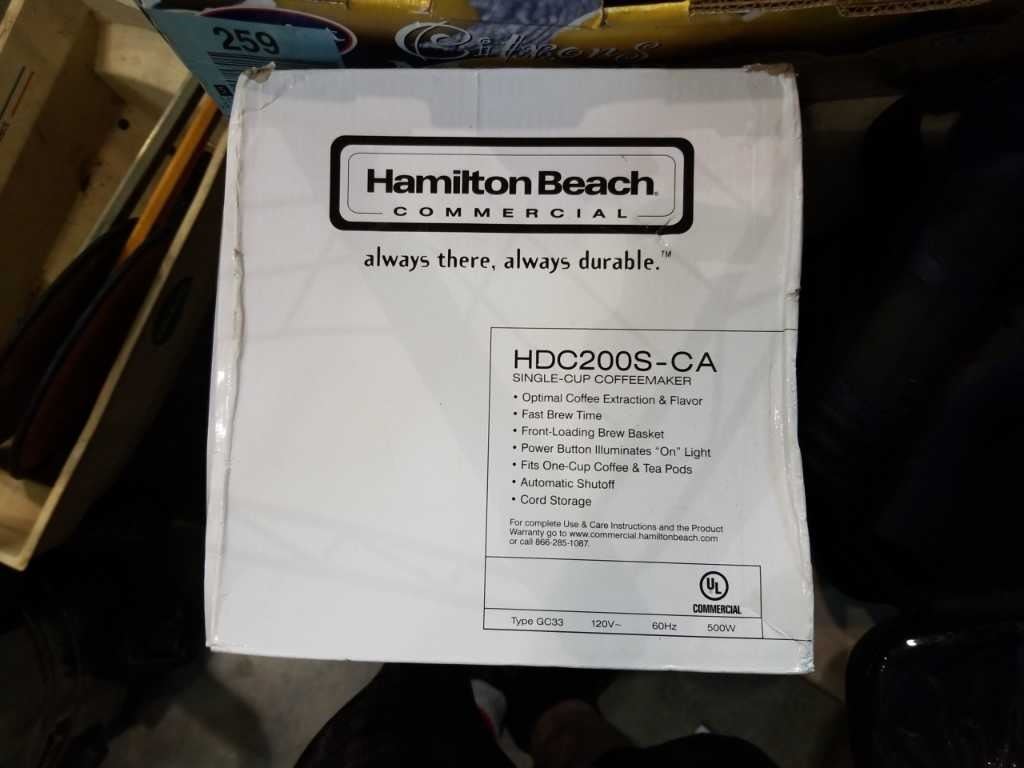 259
Citrons
Hamilton Beach®
COMMERCIAL
always there, always durable.™
HDC200S-CA
SINGLE-CUP COFFEEMAKER
• Optimal Coffee Extraction & Flavor
• Fast Brew Time
• Front-Loading Brew Basket
• Power Button Illuminates "On" Light
• Fits One-Cup Coffee & Tea Pods
• Automatic Shutoff
• Cord Storage
For complete Use & Care Instructions and the Product
Warranty go to www.commercial.hamiltonbeach.com
or call 866-285-1087.
UL
COMMERCIAL
Type GC33 120V~ 60Hz 500W